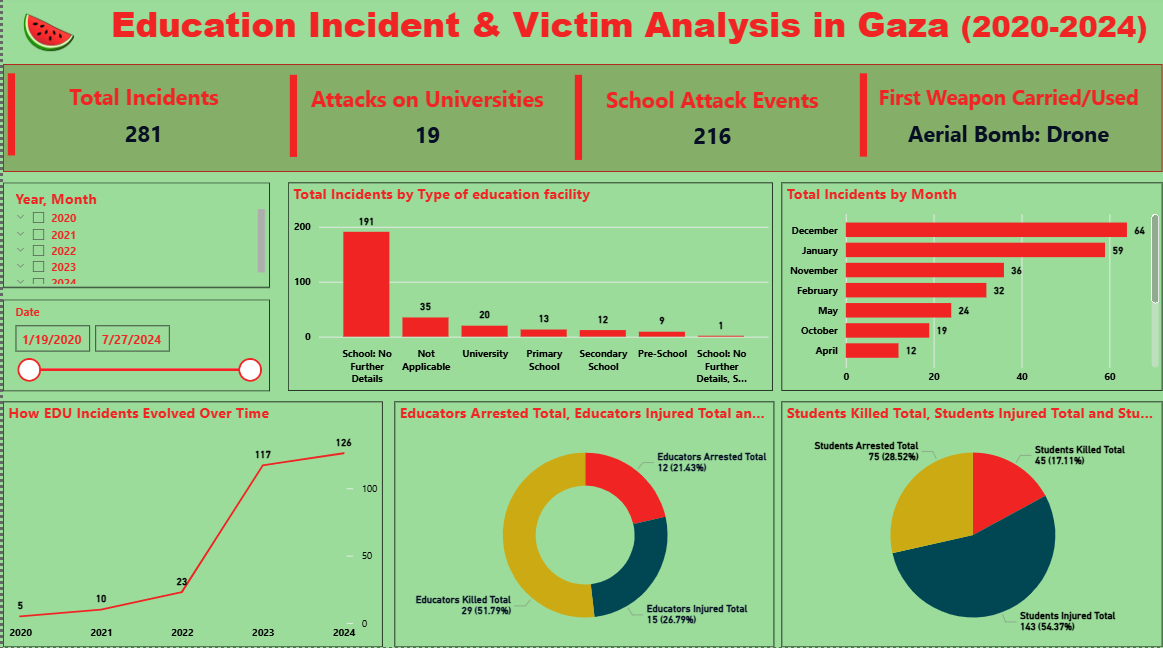 Education Incident & Victim Analysis in Gaza (2020-2024)
Total Incidents
281
Attacks on Universities
19
School Attack Events
216
First Weapon Carried/Used
Aerial Bomb: Drone
Year, Month
2020
2021
2022
2023
2024
Date
1/19/2020
7/27/2024
Total Incidents by Type of education facility
200
100
0
191
35
20
13
12
9
1
School: No
Further
Details
Not
Applicable
University
Primary
School
Secondary
School
Pre-School
School: No
Further
Details, S...
Total Incidents by Month
December
64
January
59
November
36
February
32
May
24
October
19
April
12
0
20
40
60
How EDU Incidents Evolved Over Time
5
10
23
117
126
100
50
0
2020
2021
2022
2023
2024
Educators Arrested Total, Educators Injured Total an...
Educators Arrested Total
12 (21.43%)
Educators Killed Total
29 (51.79%)
Educators Injured Total
15 (26.79%)
Students Killed Total, Students Injured Total and Stu...
Students Arrested Total
75 (28.52%)
Students Killed Total
45 (17.11%)
Students Injured Total
143 (54.37%)